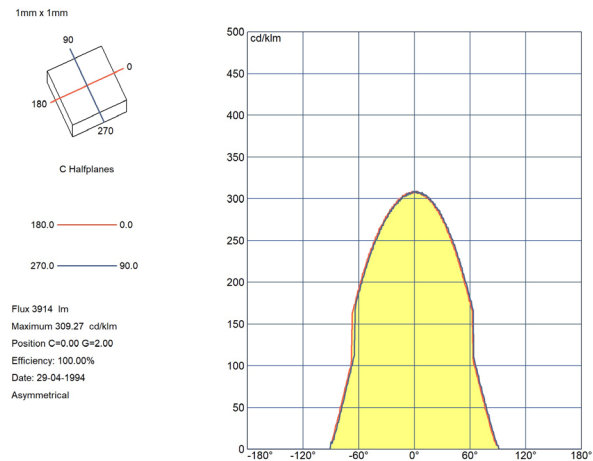 1mm x 1mm
90
0
180
270
C Halfplanes
180.0 0.0
270.0 90.0
Flux 3914 lm
Maximum 309.27 cd/klm
Position C=0.00 G=2.00
Efficiency: 100.00%
Date: 29-04-1994
Asymmetrical
cd/klm
500
450
400
350
300
250
200
150
100
50
0
-180° -120° -60° 0° 60° 120° 180°